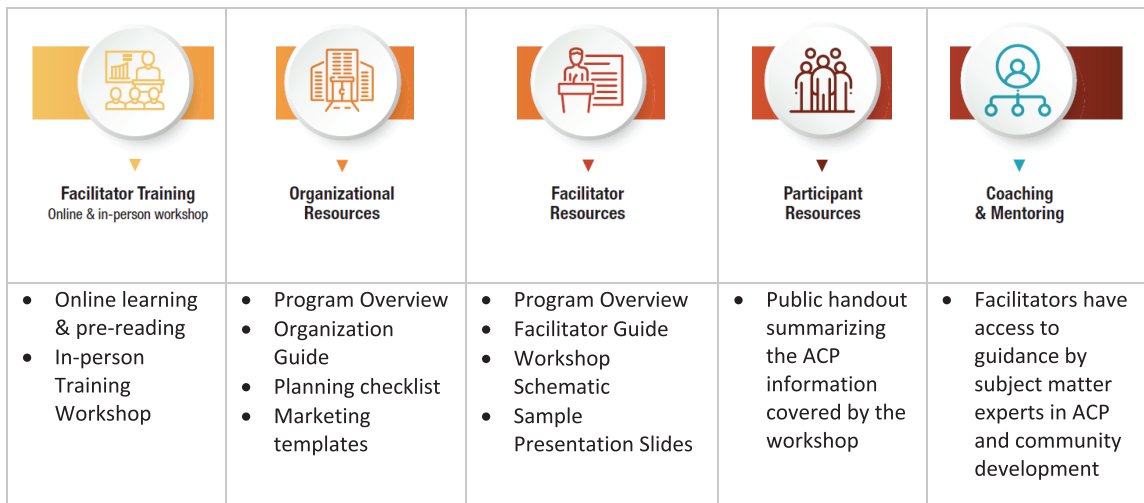 Facilitator Training
Online & in-person workshop
Organizational
Resources
Facilitator
Resources
Participant
Resources
Coaching
& Mentoring
• Online learning
& pre-reading
• In-person
Training
Workshop
• Program Overview
• Organization
Guide
• Planning checklist
• Marketing
templates
• Program Overview
• Facilitator Guide
• Workshop
Schematic
• Sample
Presentation Slides
• Public handout
summarizing
the ACP
information
covered by the
workshop
• Facilitators have
access to
guidance by
subject matter
experts in ACP
and community
development